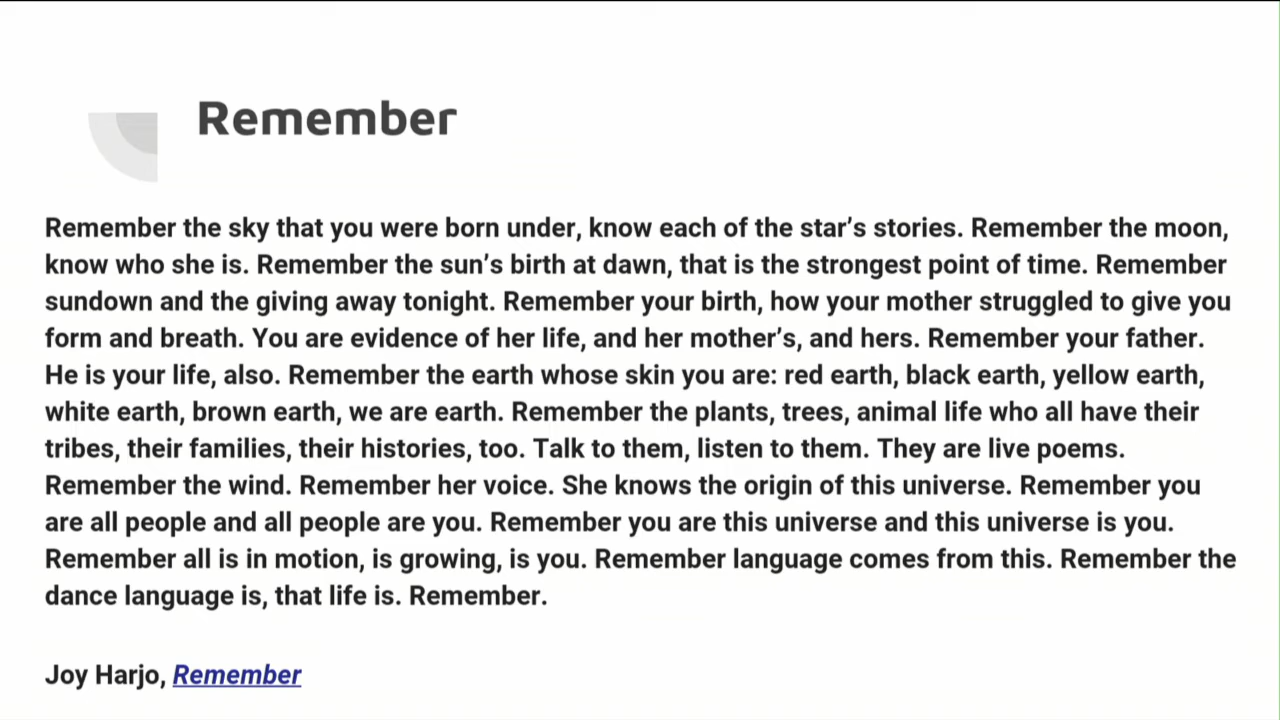 Remember
Remember the sky that you were born under, know each of the star’s stories. Remember the moon,
know who she is. Remember the sun’s birth at dawn, that is the strongest point of time. Remember
sundown and the giving away tonight. Remember your birth, how your mother struggled to give you
form and breath. You are evidence of her life, and her mother’s, and hers. Remember your father.
He is your life, also. Remember the earth whose skin you are: red earth, black earth, yellow earth,
white earth, brown earth, we are earth. Remember the plants, trees, animal life who all have their
tribes, their families, their histories, too. Talk to them, listen to them. They are live poems.
Remember the wind. Remember her voice. She knows the origin of this universe. Remember you
are all people and all people are you. Remember you are this universe and this universe is you.
Remember all is in motion, is growing, is you. Remember language comes from this. Remember the
dance language is, that life is. Remember.
Joy Harjo, Remember